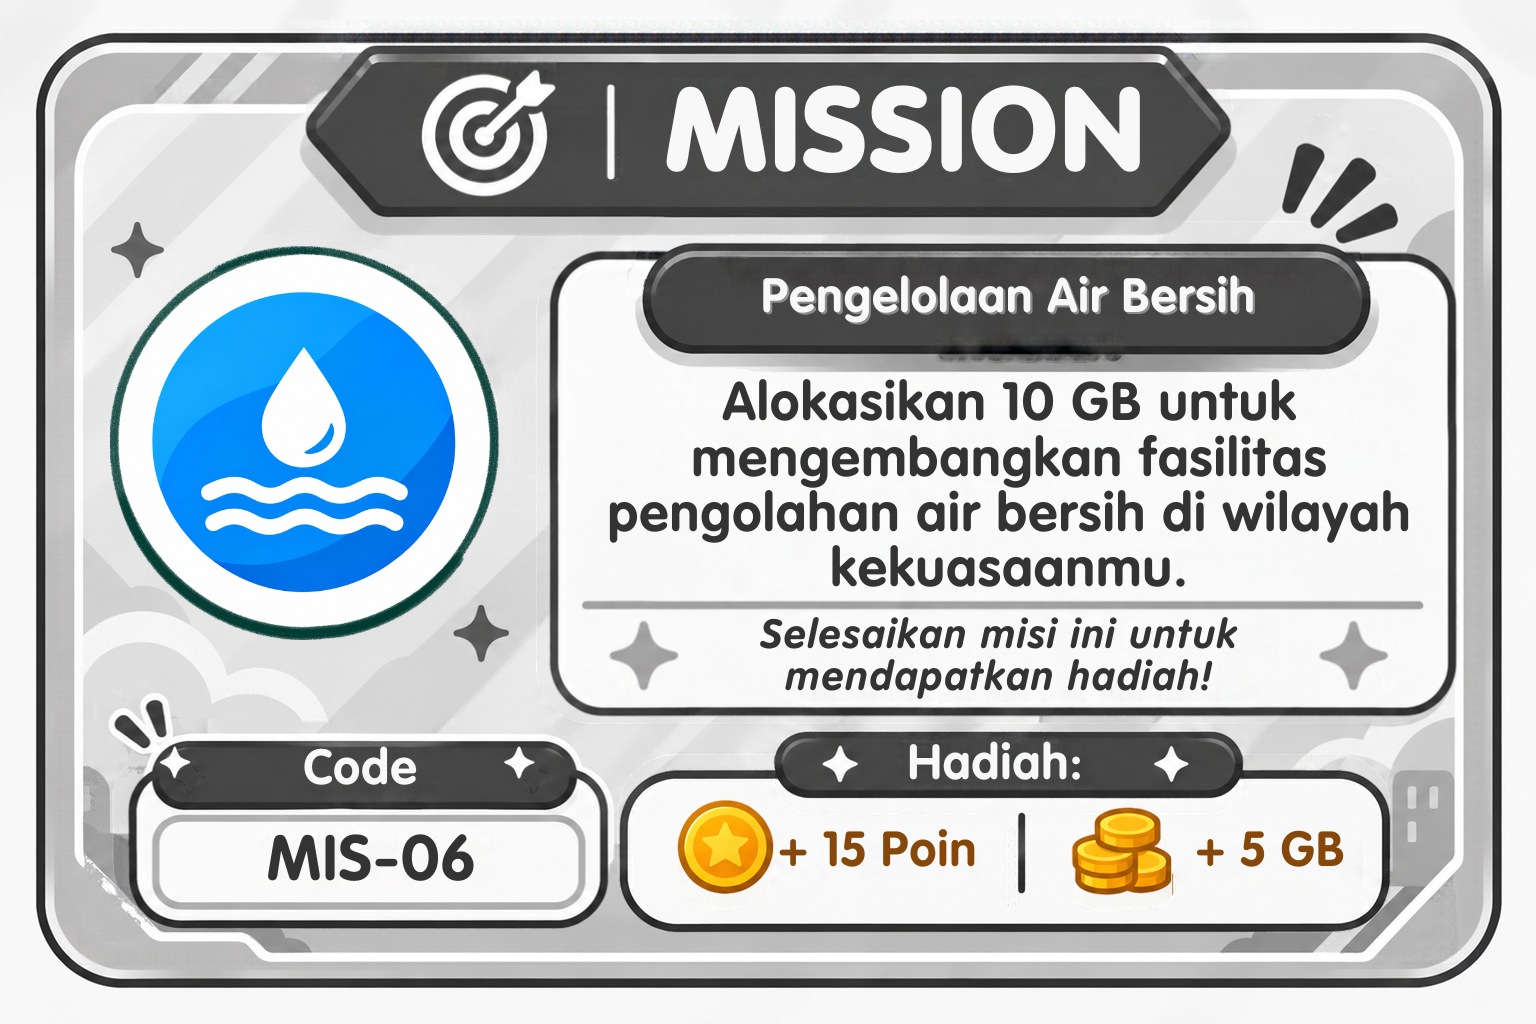 MISSION
Pengelolaan Air Bersih
Alokasikan 10 GB untuk
mengembangkan fasilitas
pengolahan air bersih di wilayah
kekuasaanmu.
Selesaikan misi ini untuk
mendapatkan hadiah!
Code
MIS-06
Hadiah:
+ 15 Poin
+ 5 GB